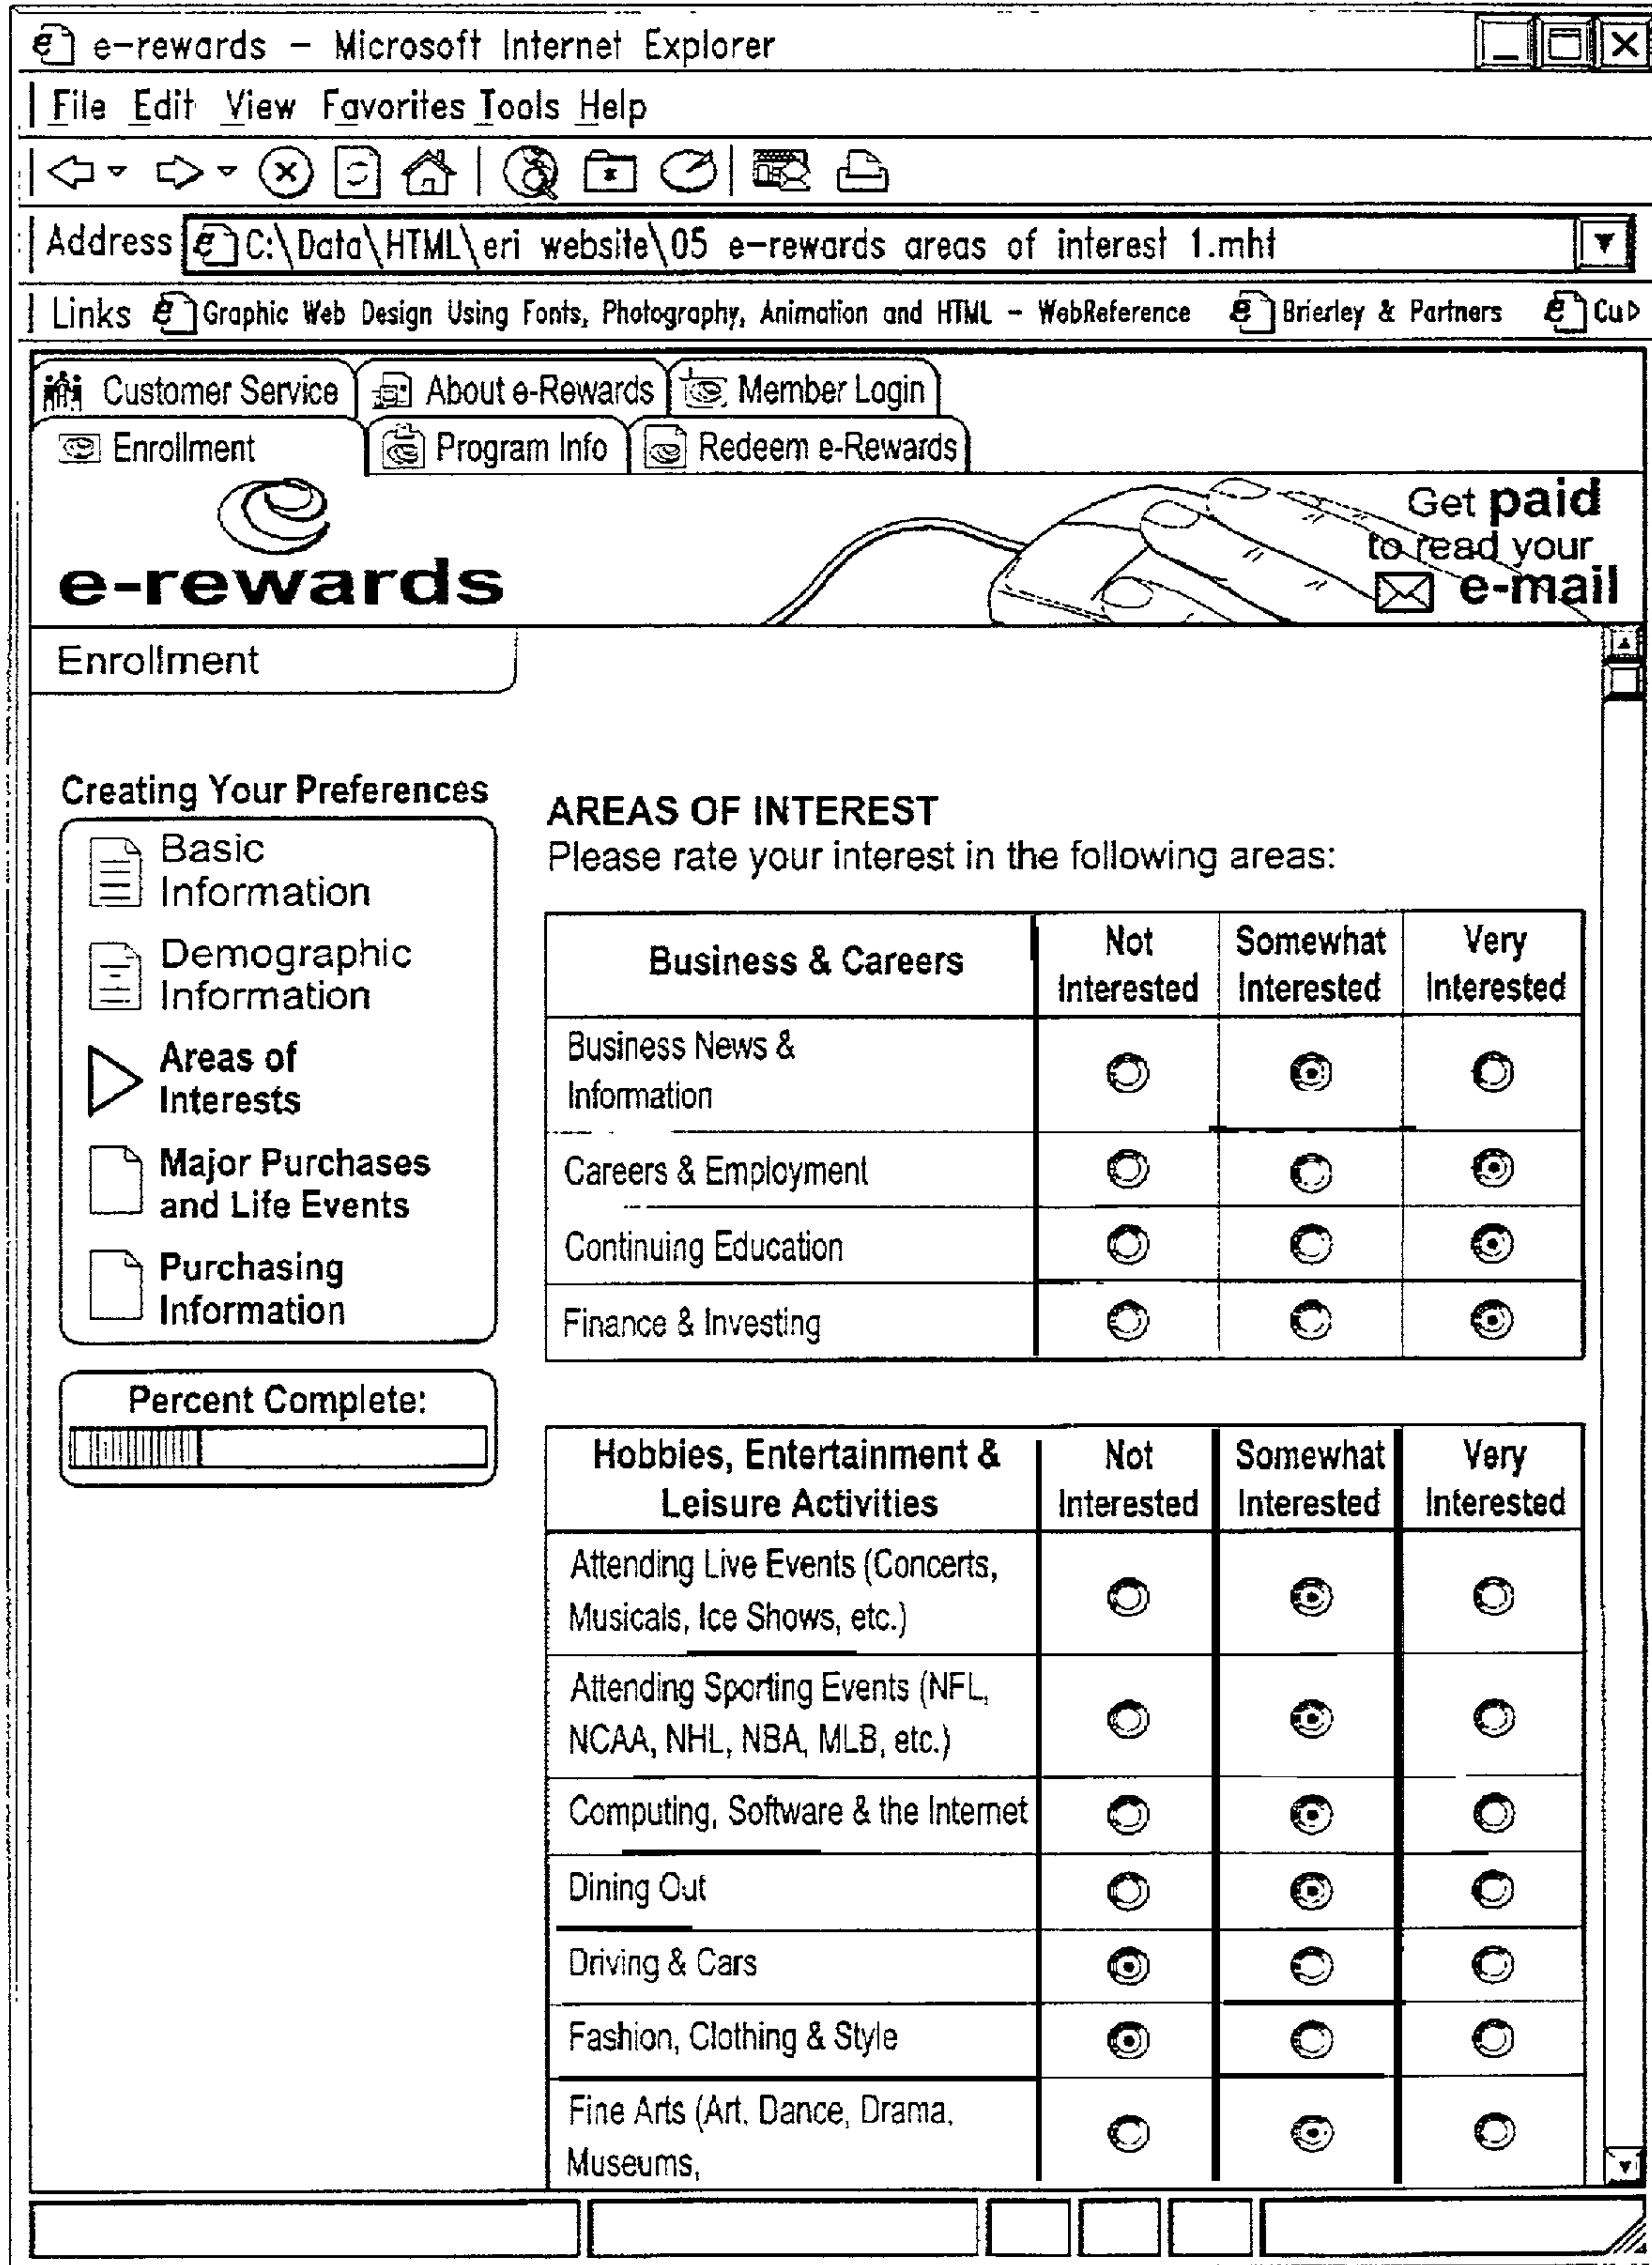 e-rewards - Microsoft Internet Explorer
File Edit View Favorites Tools Help
Address C:\Data\HTML\eri website\05 e-rewards areas of interest 1.mht
Links Graphic Web Design Using Fonts, Photography, Animation and HTML - WebReference Brierley & Partners Cu
Customer Service About e-Rewards Member Login
Enrollment Program Info Redeem e-Rewards
e-rewards
Get paid
to read your
e-mail
Enrollment
Creating Your Preferences
Basic
Information
Demographic
Information
Areas of
Interests
Major Purchases
and Life Events
Purchasing
Information
Percent Complete:
AREAS OF INTEREST
Please rate your interest in the following areas:
Business & Careers
Not
Interested
Somewhat
Interested
Very
Interested
Business News &
Information
Careers & Employment
Continuing Education
Finance & Investing
Hobbies, Entertainment &
Leisure Activities
Not
Interested
Somewhat
Interested
Very
Interested
Attending Live Events (Concerts,
Musicals, Ice Shows, etc.)
Attending Sporting Events (NFL,
NCAA, NHL, NBA, MLB, etc.)
Computing, Software & the Internet
Dining Out
Driving & Cars
Fashion, Clothing & Style
Fine Arts (Art, Dance, Drama,
Museums,